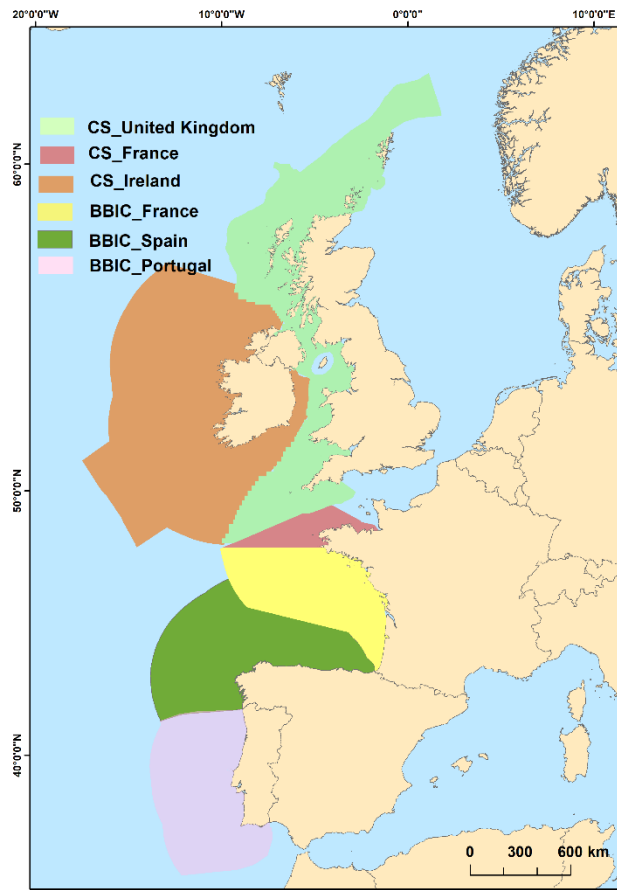 20°0'0"W 10°0'0"W 0°0'0" 10°0'0"E
CS_United Kingdom
CS_France
CS_Ireland
BBIC_France
BBIC_Spain
BBIC_Portugal
60°0'0"N
50°0'0"N
40°0'0"N
0 300 600 km